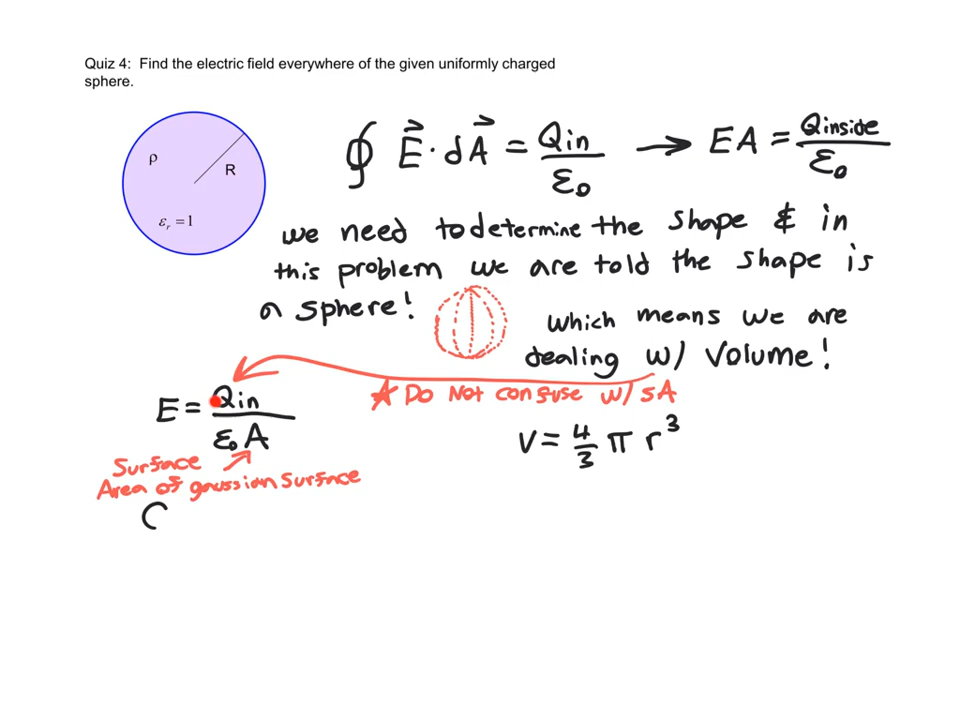 Quiz 4: Find the electric field everywhere of the given uniformly charged
sphere.
ρ
R
εᵣ = 1
∮ E⃗ · dA⃗ = Qin/ε₀ → EA = Qinside/ε₀
we need to determine the shape & in
this problem we are told the shape is
a sphere!
which means we are
dealing w/ volume!
★ Do Not confuse w/ SA
E = Qin/ε₀A
V = 4/3 π r³
Surface
Area of gaussian surface